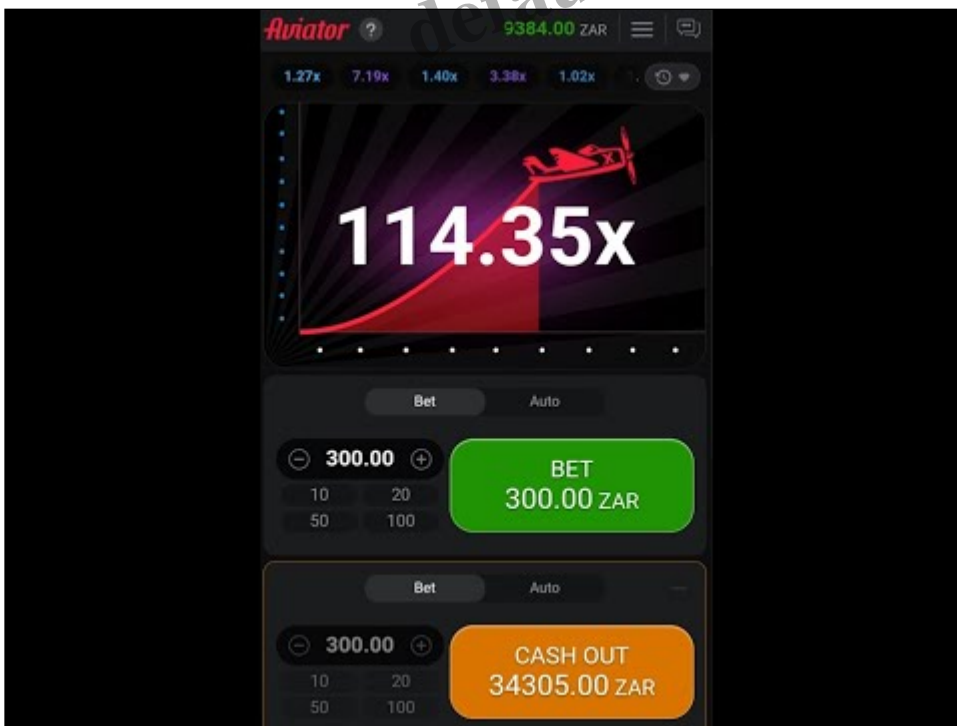 Aviator ? 9384.00 ZAR
1.27x 7.19x 1.40x 3.38x 1.02x
114.35x
Bet Auto
300.00
10 20
50 100
BET
300.00 ZAR
Bet Auto
300.00
10 20
50 100
CASH OUT
34305.00 ZAR